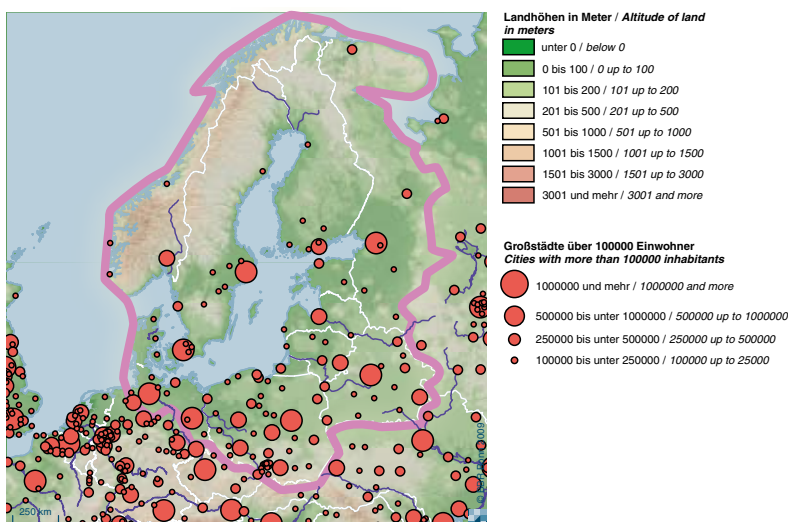 Landhöhen in Meter / Altitude of land
in meters
unter 0 / below 0
0 bis 100 / 0 up to 100
101 bis 200 / 101 up to 200
201 bis 500 / 201 up to 500
501 bis 1000 / 501 up to 1000
1001 bis 1500 / 1001 up to 1500
1501 bis 3000 / 1501 up to 3000
3001 und mehr / 3001 and more
Großstädte über 100000 Einwohner
Cities with more than 100000 inhabitants
1000000 und mehr / 1000000 and more
500000 bis unter 1000000 / 500000 up to 1000000
250000 bis unter 500000 / 250000 up to 500000
100000 bis unter 250000 / 100000 up to 25000
250 km
2009